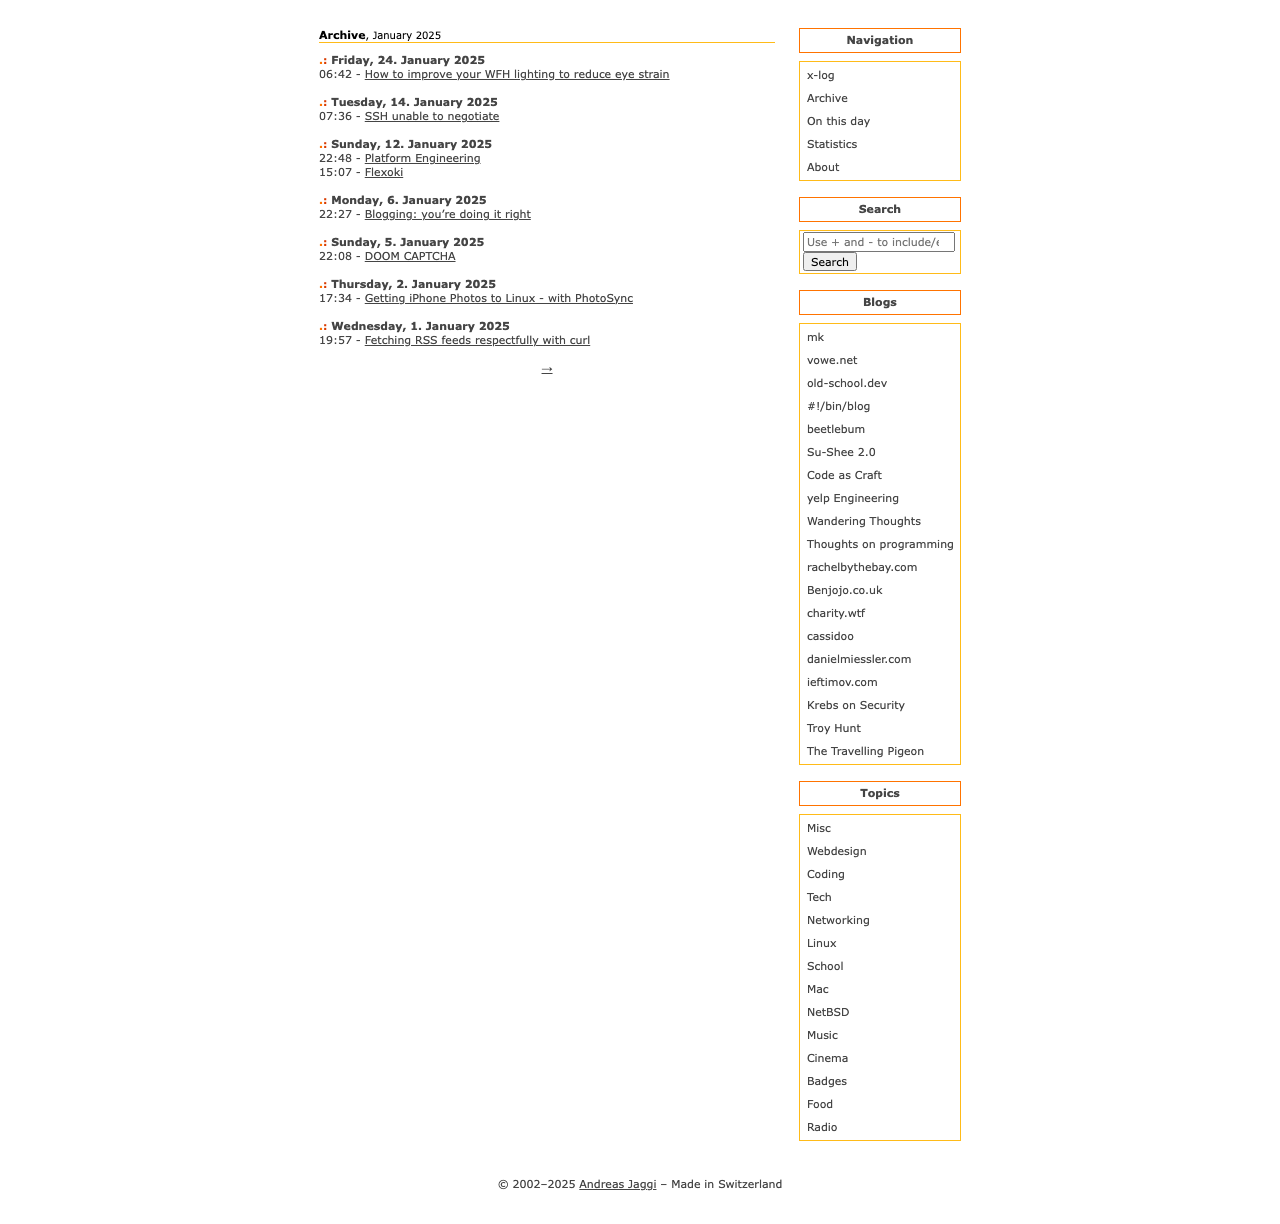 Archive, January 2025
.: Friday, 24. January 2025
06:42 - How to improve your WFH lighting to reduce eye strain
.: Tuesday, 14. January 2025
07:36 - SSH unable to negotiate
.: Sunday, 12. January 2025
22:48 - Platform Engineering
15:07 - Flexoki
.: Monday, 6. January 2025
22:27 - Blogging: you’re doing it right
.: Sunday, 5. January 2025
22:08 - DOOM CAPTCHA
.: Thursday, 2. January 2025
17:34 - Getting iPhone Photos to Linux - with PhotoSync
.: Wednesday, 1. January 2025
19:57 - Fetching RSS feeds respectfully with curl
→
Navigation
x-log
Archive
On this day
Statistics
About
Search
Use + and - to include/e
Search
Blogs
mk
vowe.net
old-school.dev
#!/bin/blog
beetlebum
Su-Shee 2.0
Code as Craft
yelp Engineering
Wandering Thoughts
Thoughts on programming
rachelbythebay.com
Benjojo.co.uk
charity.wtf
cassidoo
danielmiessler.com
ieftimov.com
Krebs on Security
Troy Hunt
The Travelling Pigeon
Topics
Misc
Webdesign
Coding
Tech
Networking
Linux
School
Mac
NetBSD
Music
Cinema
Badges
Food
Radio
© 2002–2025 Andreas Jaggi – Made in Switzerland